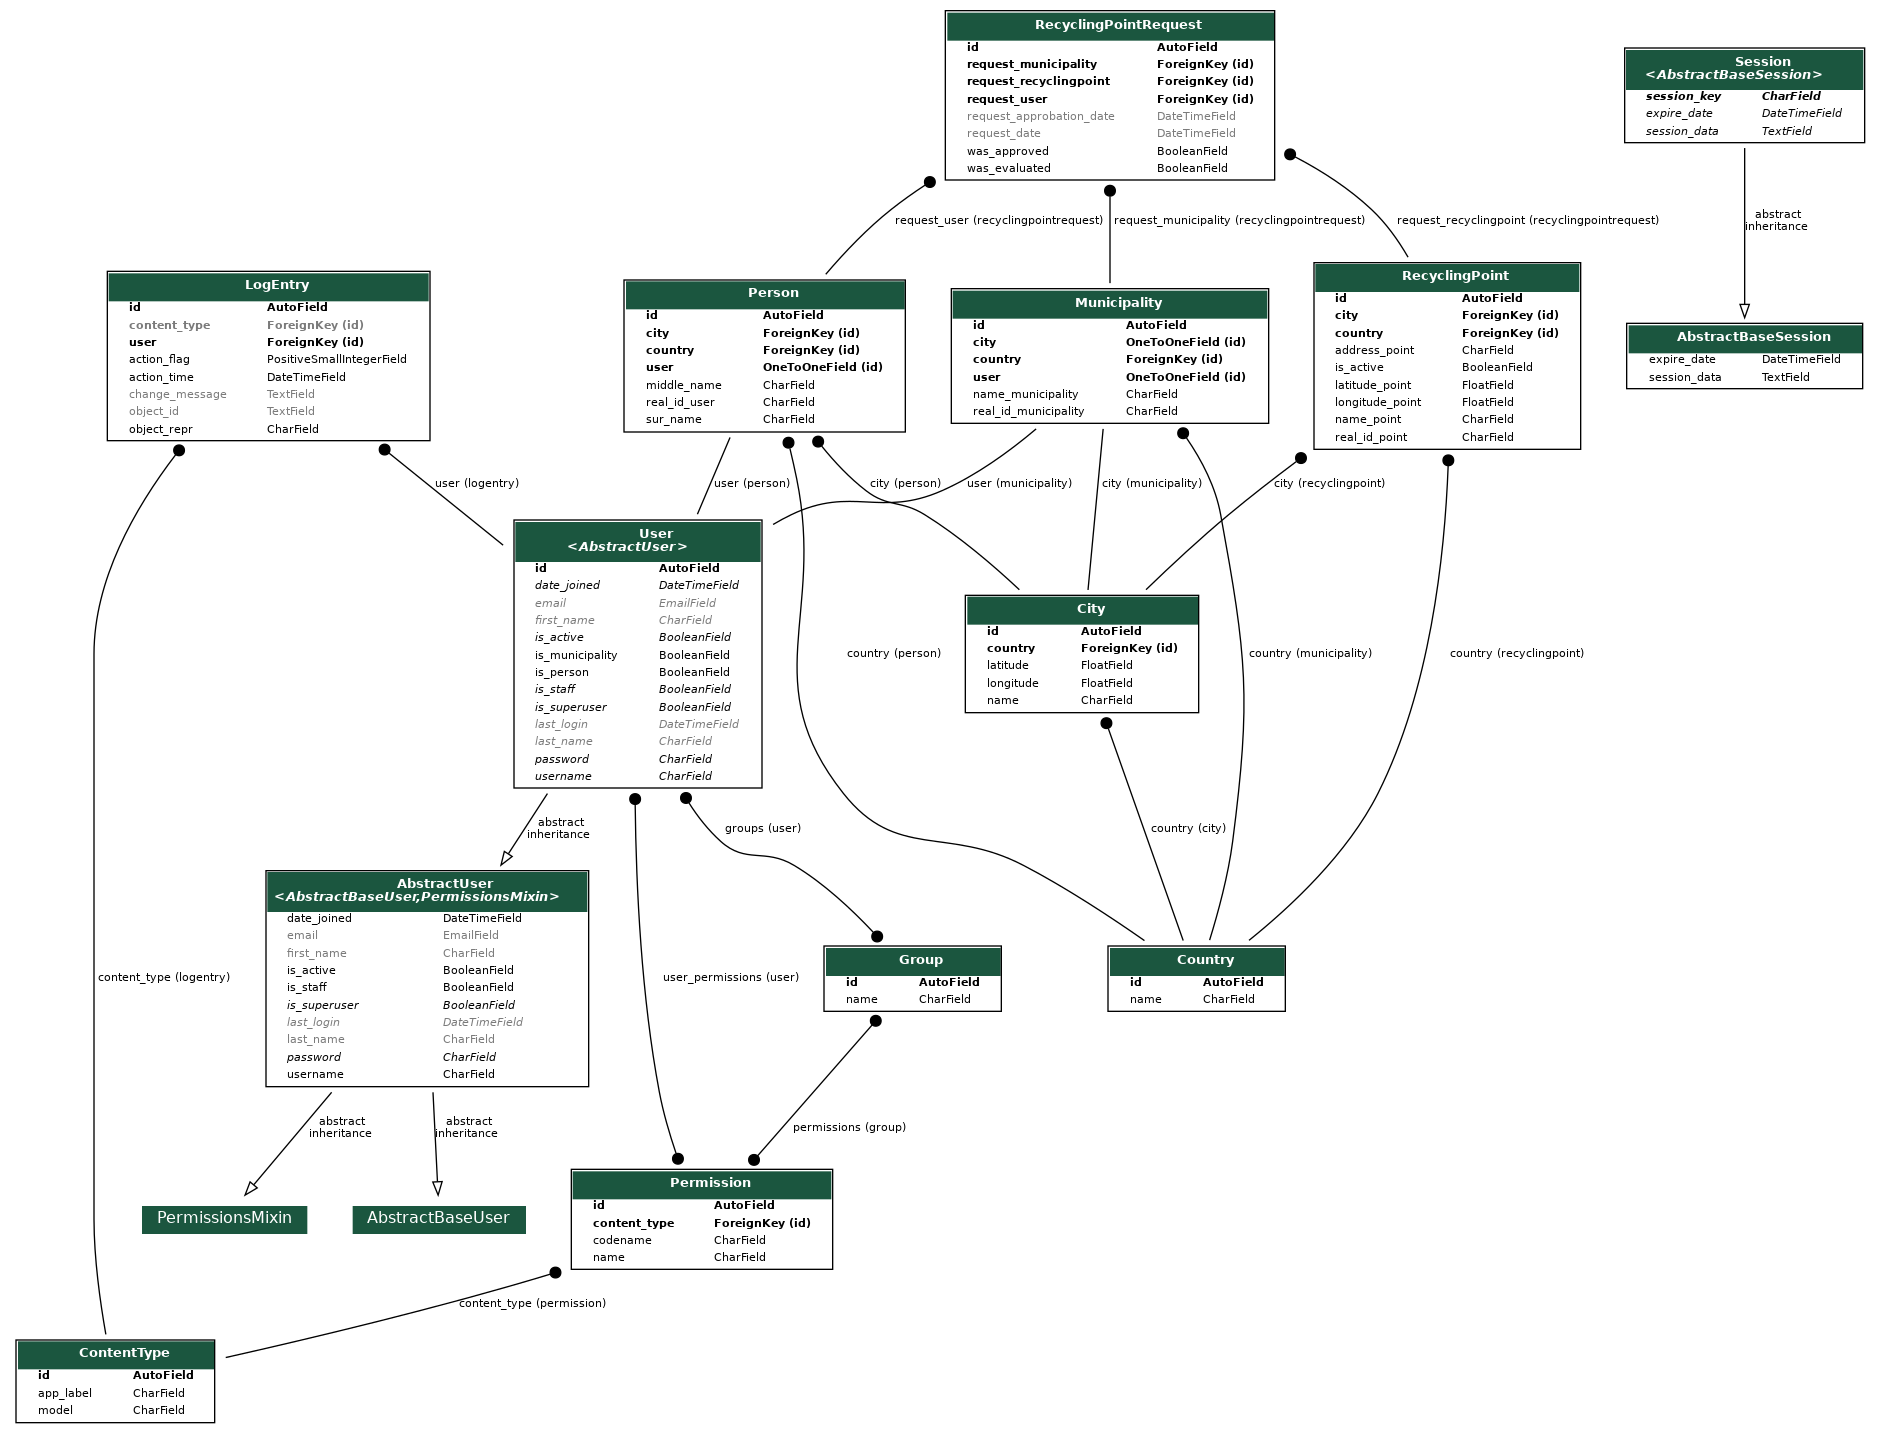 RecyclingPointRequest
id AutoField
request_municipality ForeignKey (id)
request_recyclingpoint ForeignKey (id)
request_user ForeignKey (id)
request_approbation_date DateTimeField
request_date DateTimeField
was_approved BooleanField
was_evaluated BooleanField
Session
<AbstractBaseSession>
session_key CharField
expire_date DateTimeField
session_data TextField
request_user (recyclingpointrequest)
request_municipality (recyclingpointrequest)
request_recyclingpoint (recyclingpointrequest)
abstract
inheritance
LogEntry
id AutoField
content_type ForeignKey (id)
user ForeignKey (id)
action_flag PositiveSmallIntegerField
action_time DateTimeField
change_message TextField
object_id TextField
object_repr CharField
Person
id AutoField
city ForeignKey (id)
country ForeignKey (id)
user OneToOneField (id)
middle_name CharField
real_id_user CharField
sur_name CharField
Municipality
id AutoField
city OneToOneField (id)
country ForeignKey (id)
user OneToOneField (id)
name_municipality CharField
real_id_municipality CharField
RecyclingPoint
id AutoField
city ForeignKey (id)
country ForeignKey (id)
address_point CharField
is_active BooleanField
latitude_point FloatField
longitude_point FloatField
name_point CharField
real_id_point CharField
AbstractBaseSession
expire_date DateTimeField
session_data TextField
user (logentry)
user (person)
city (person)
user (municipality)
city (municipality)
city (recyclingpoint)
User
<AbstractUser>
id AutoField
date_joined DateTimeField
email EmailField
first_name CharField
is_active BooleanField
is_municipality BooleanField
is_person BooleanField
is_staff BooleanField
is_superuser BooleanField
last_login DateTimeField
last_name CharField
password CharField
username CharField
City
id AutoField
country ForeignKey (id)
latitude FloatField
longitude FloatField
name CharField
country (person)
country (municipality)
country (recyclingpoint)
abstract
inheritance
groups (user)
country (city)
AbstractUser
<AbstractBaseUser,PermissionsMixin>
date_joined DateTimeField
email EmailField
first_name CharField
is_active BooleanField
is_staff BooleanField
is_superuser BooleanField
last_login DateTimeField
last_name CharField
password CharField
username CharField
content_type (logentry)
user_permissions (user)
Group
id AutoField
name CharField
Country
id AutoField
name CharField
abstract
inheritance
abstract
inheritance
permissions (group)
PermissionsMixin
AbstractBaseUser
Permission
id AutoField
content_type ForeignKey (id)
codename CharField
name CharField
content_type (permission)
ContentType
id AutoField
app_label CharField
model CharField